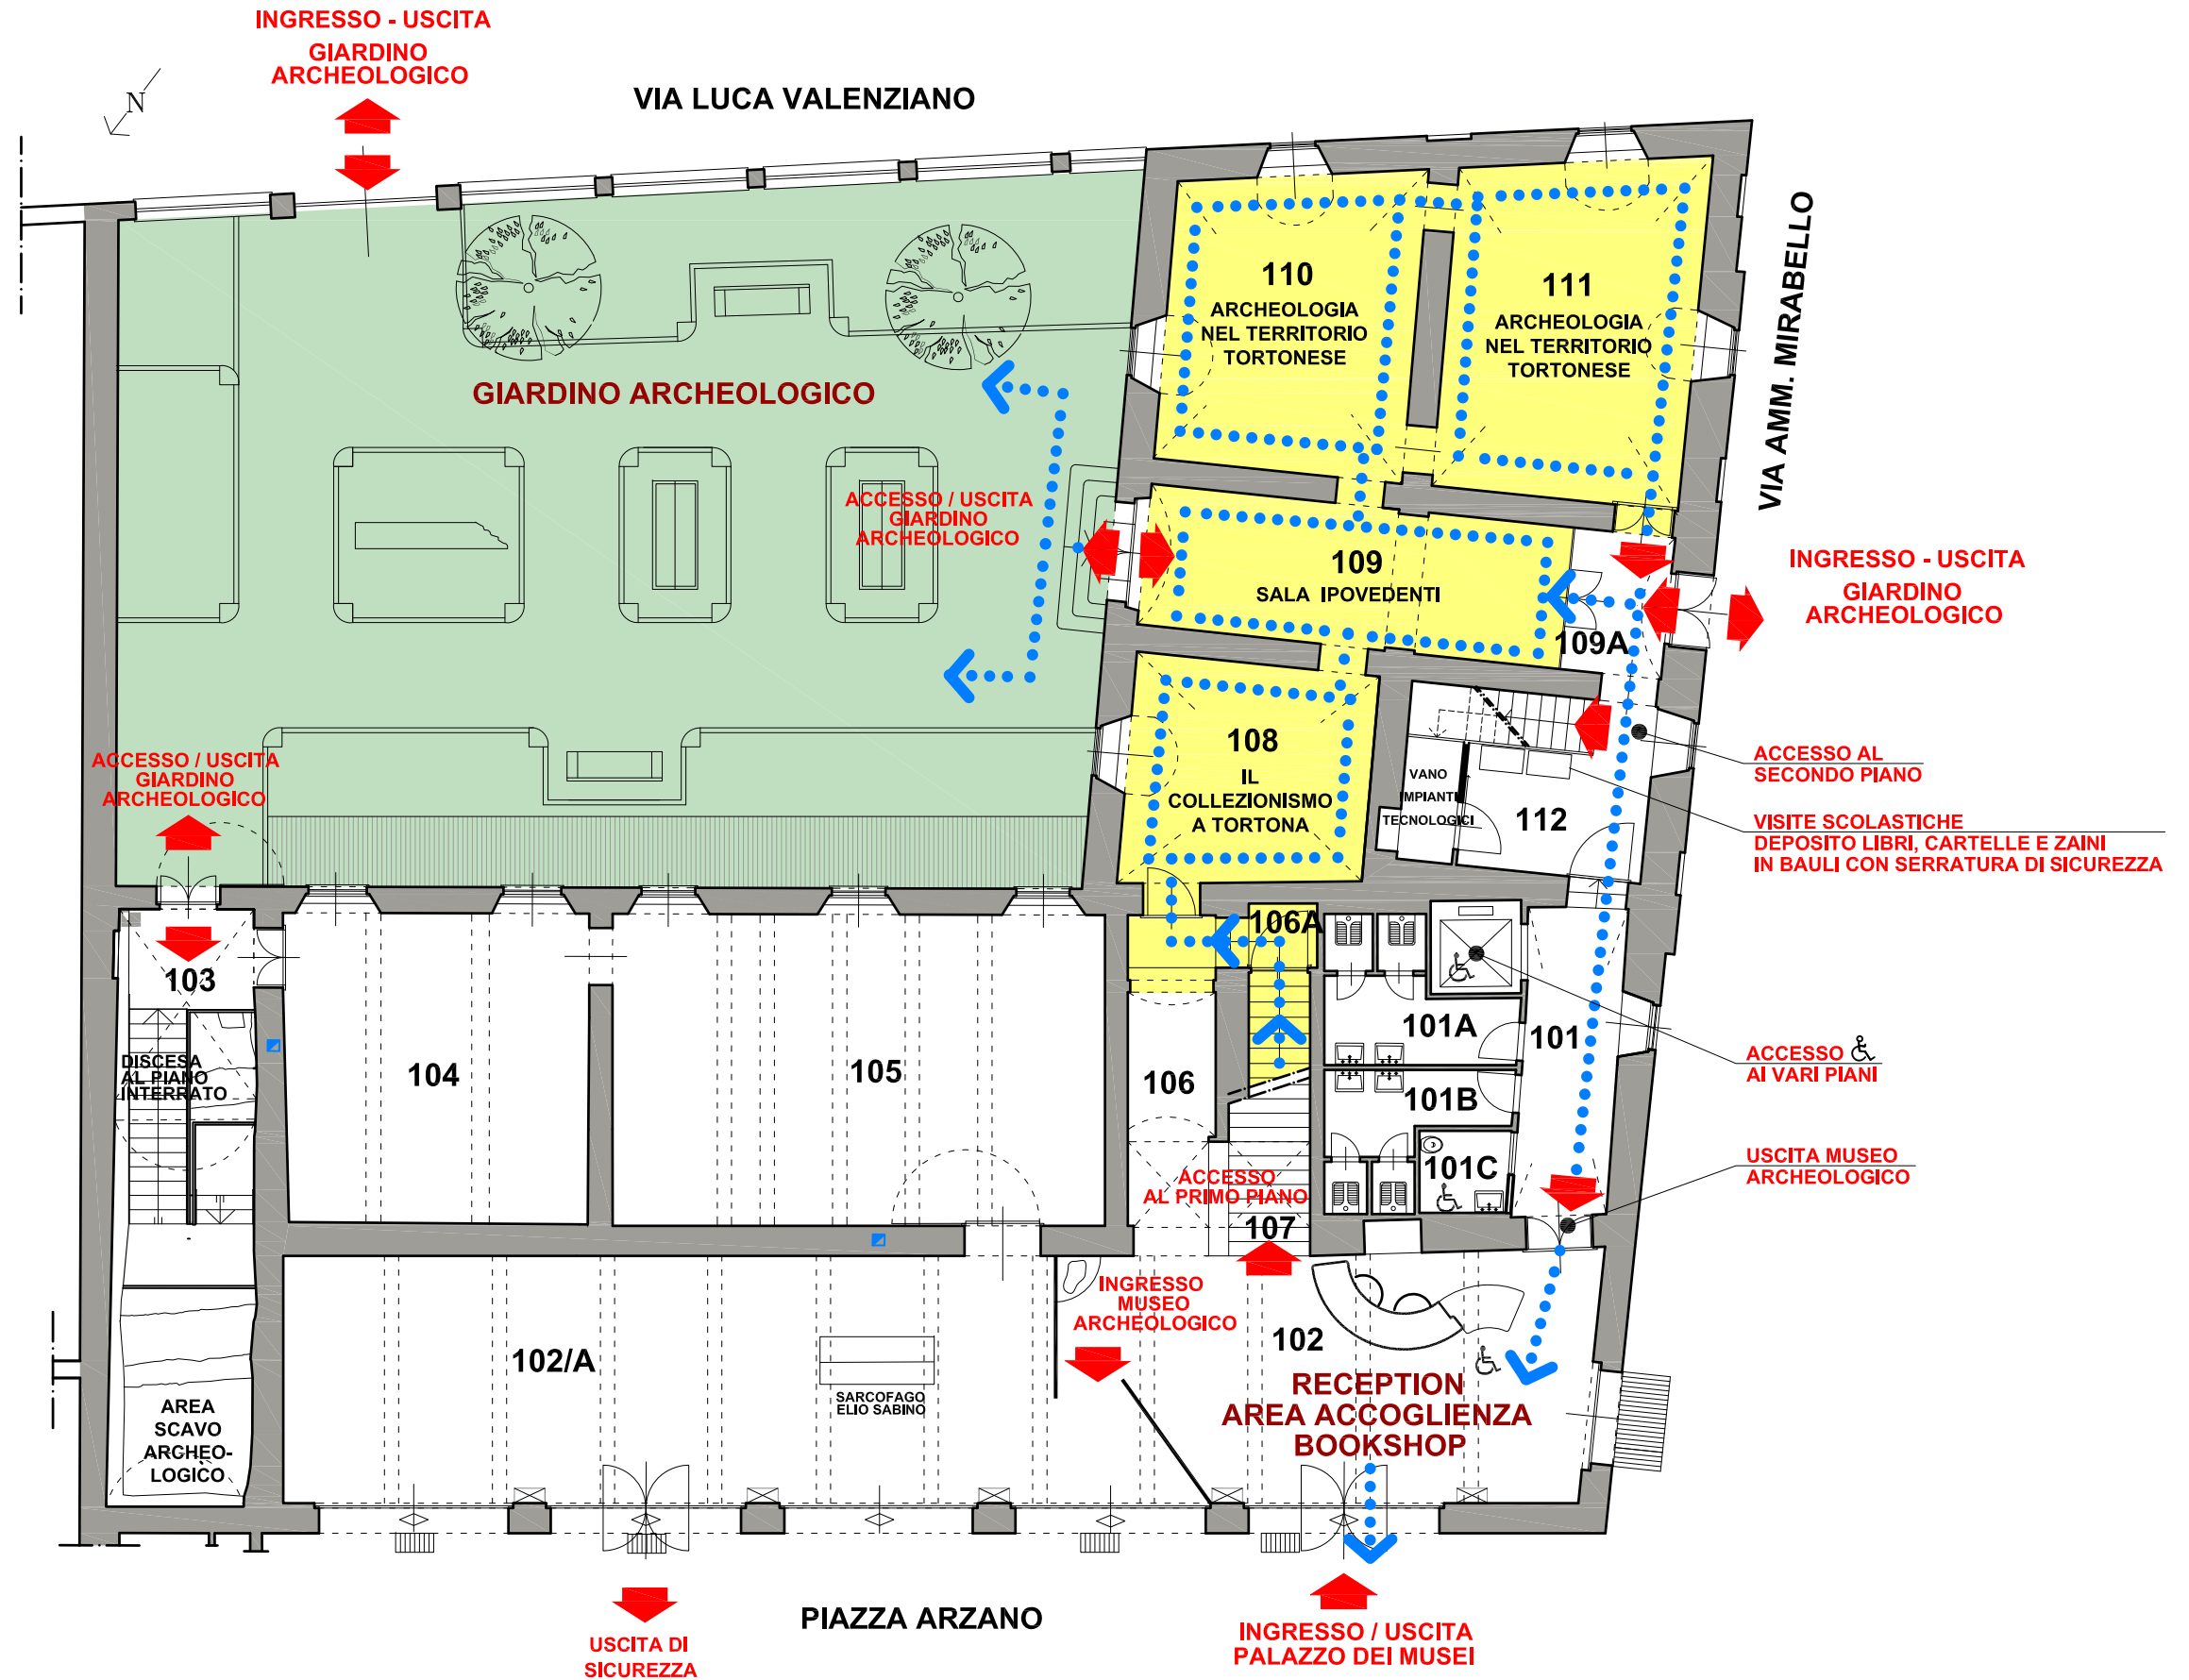 INGRESSO - USCITA
GIARDINO
ARCHEOLOGICO
N
VIA LUCA VALENZIANO
VIA AMM. MIRABELLO
110
ARCHEOLOGIA
NEL TERRITORIO
TORTONESE
111
ARCHEOLOGIA
NEL TERRITORIO
TORTONESE
GIARDINO ARCHEOLOGICO
ACCESSO / USCITA
GIARDINO
ARCHEOLOGICO
109
SALA IPOVEDENTI
109A
INGRESSO - USCITA
GIARDINO
ARCHEOLOGICO
108
IL
COLLEZIONISMO
A TORTONA
VANO
IMPIANTI
TECNOLOGICI
112
ACCESSO AL
SECONDO PIANO
VISITE SCOLASTICHE
DEPOSITO LIBRI, CARTELLE E ZAINI
IN BAULI CON SERRATURA DI SICUREZZA
ACCESSO / USCITA
GIARDINO
ARCHEOLOGICO
103
DISCESA
AL PIANO
INTERRATO
104
105
106A
106
101A
101
101B
101C
ACCESSO
AI VARI PIANI
USCITA MUSEO
ARCHEOLOGICO
ACCESSO
AL PRIMO PIANO
107
INGRESSO
MUSEO
ARCHEOLOGICO
102
102/A
SARCOFAGO
ELIO SABINO
RECEPTION
AREA ACCOGLIENZA
BOOKSHOP
AREA
SCAVO
ARCHEO-
LOGICO
USCITA DI
SICUREZZA
PIAZZA ARZANO
INGRESSO / USCITA
PALAZZO DEI MUSEI